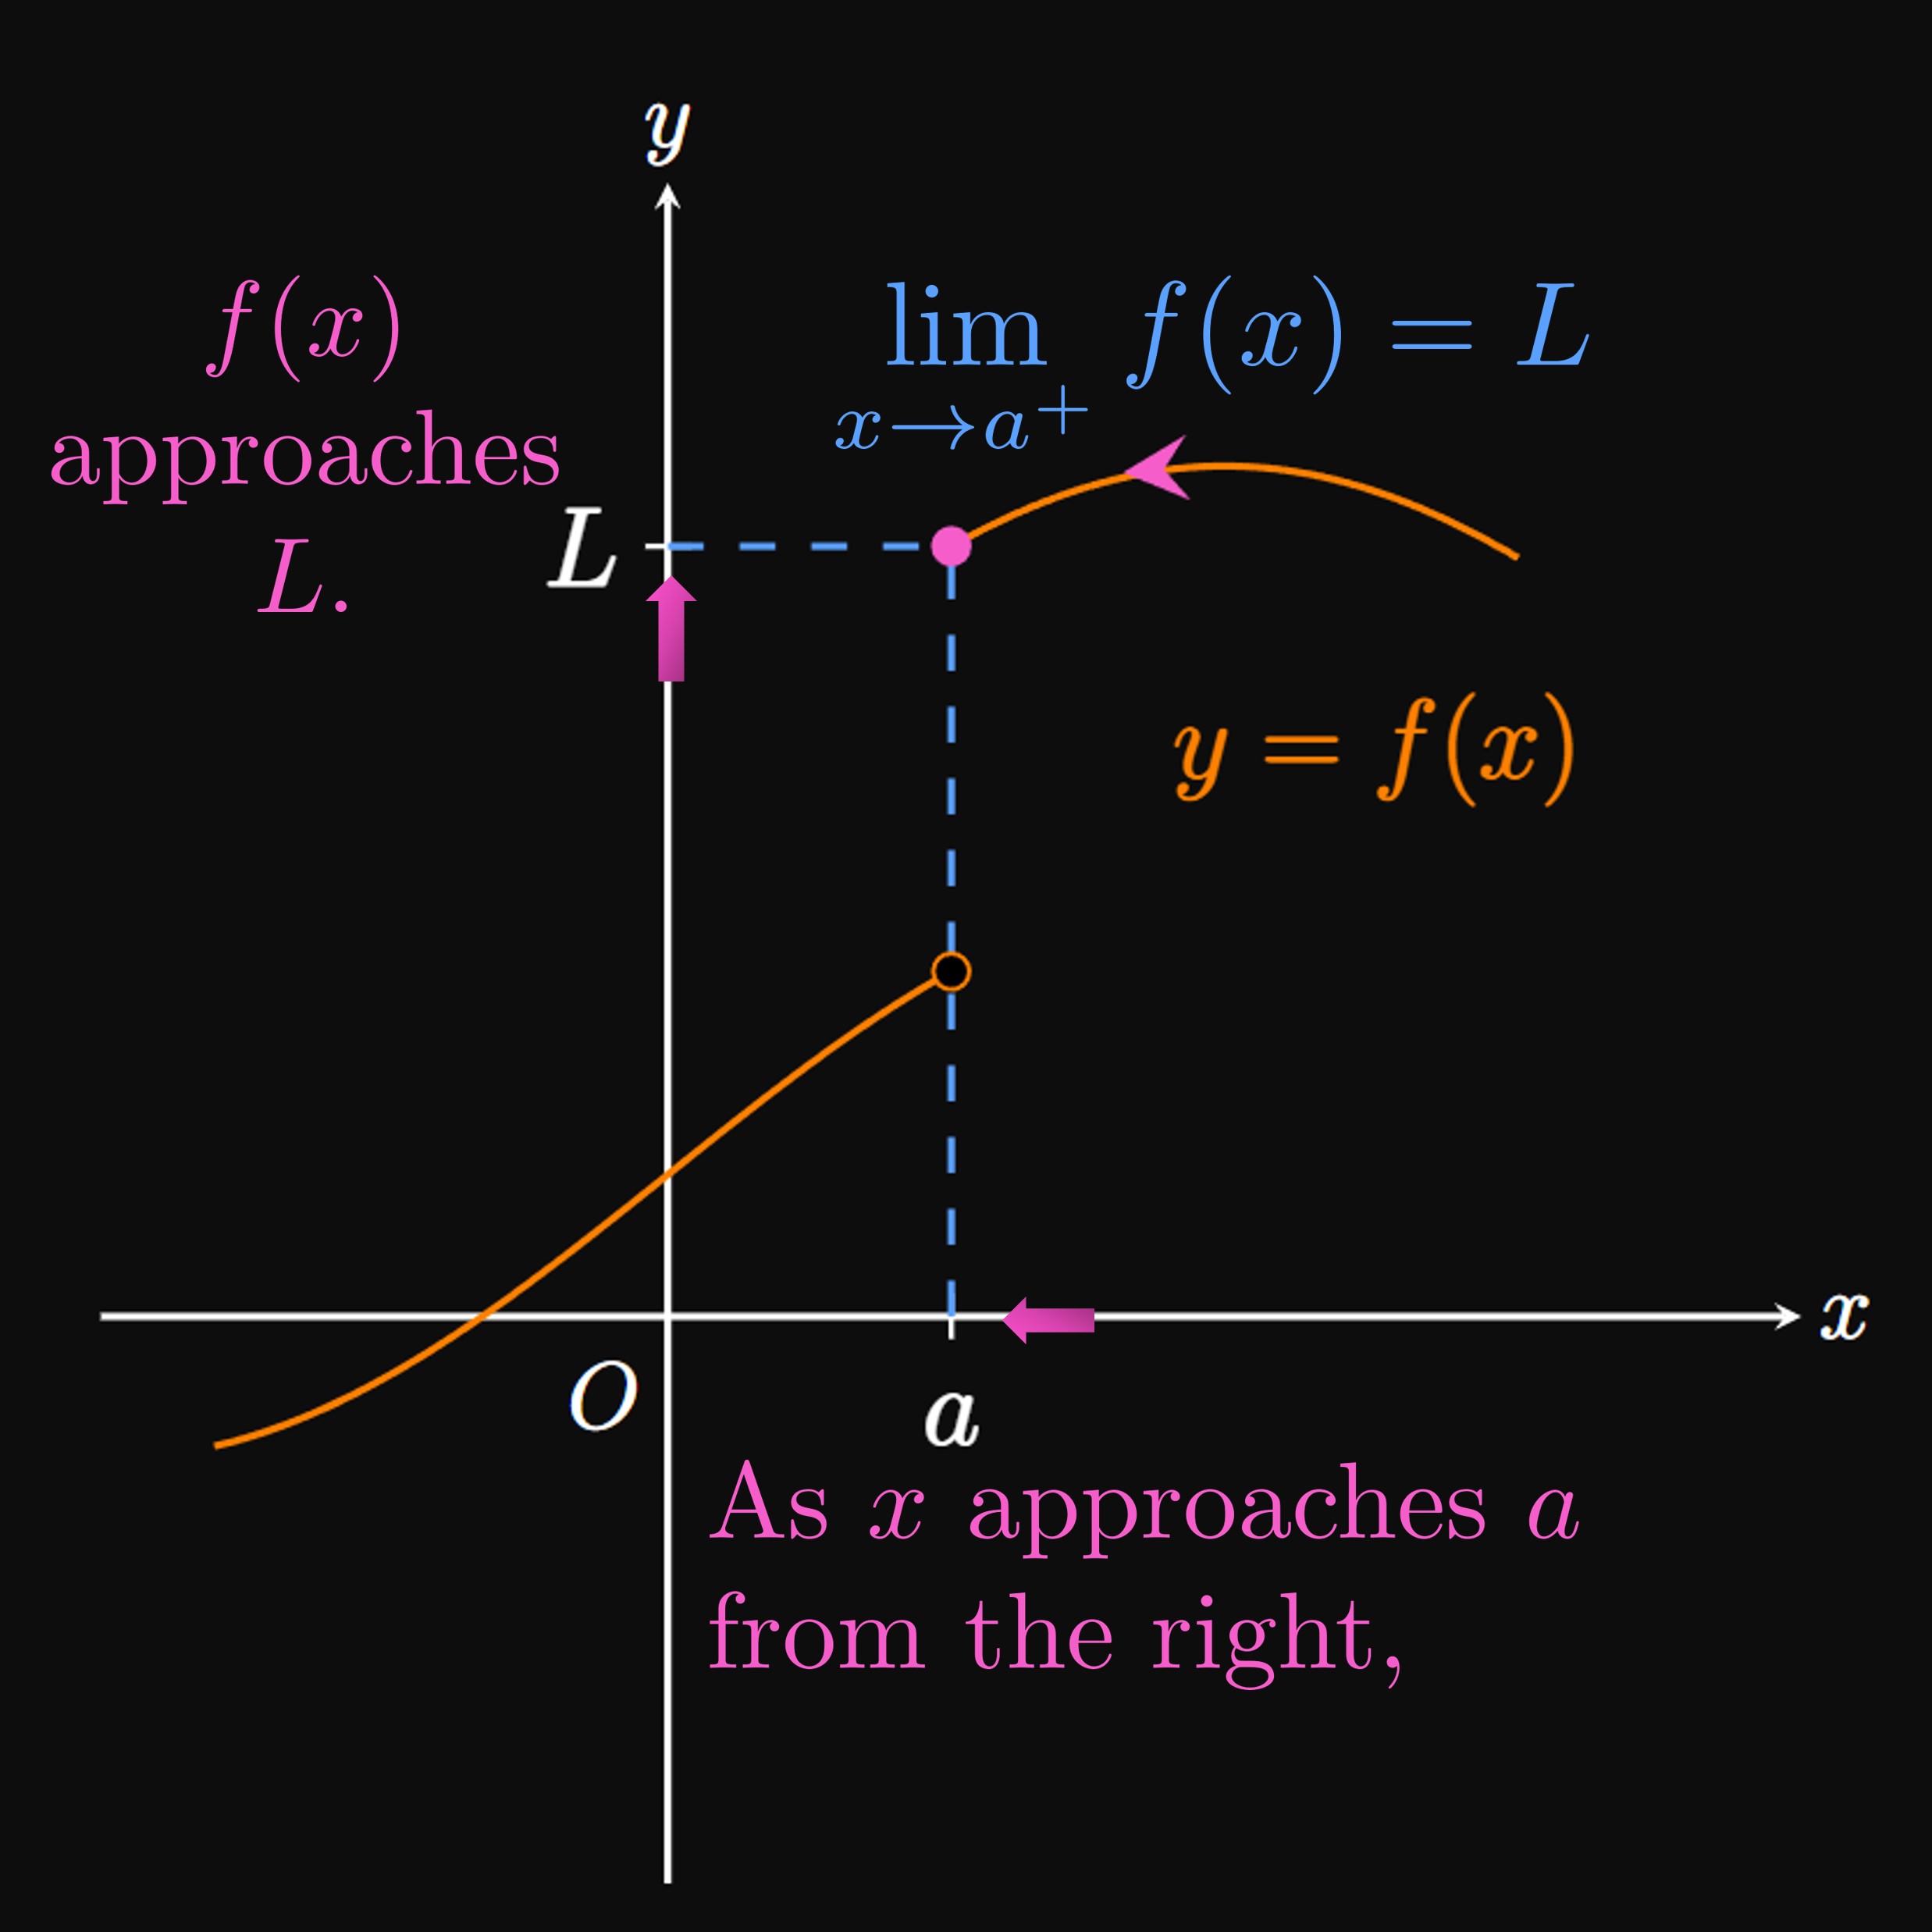 y
f(x)
approaches
L.
lim f(x) = L
x→a⁺
L
y = f(x)
x
O
a
As x approaches a
from the right,